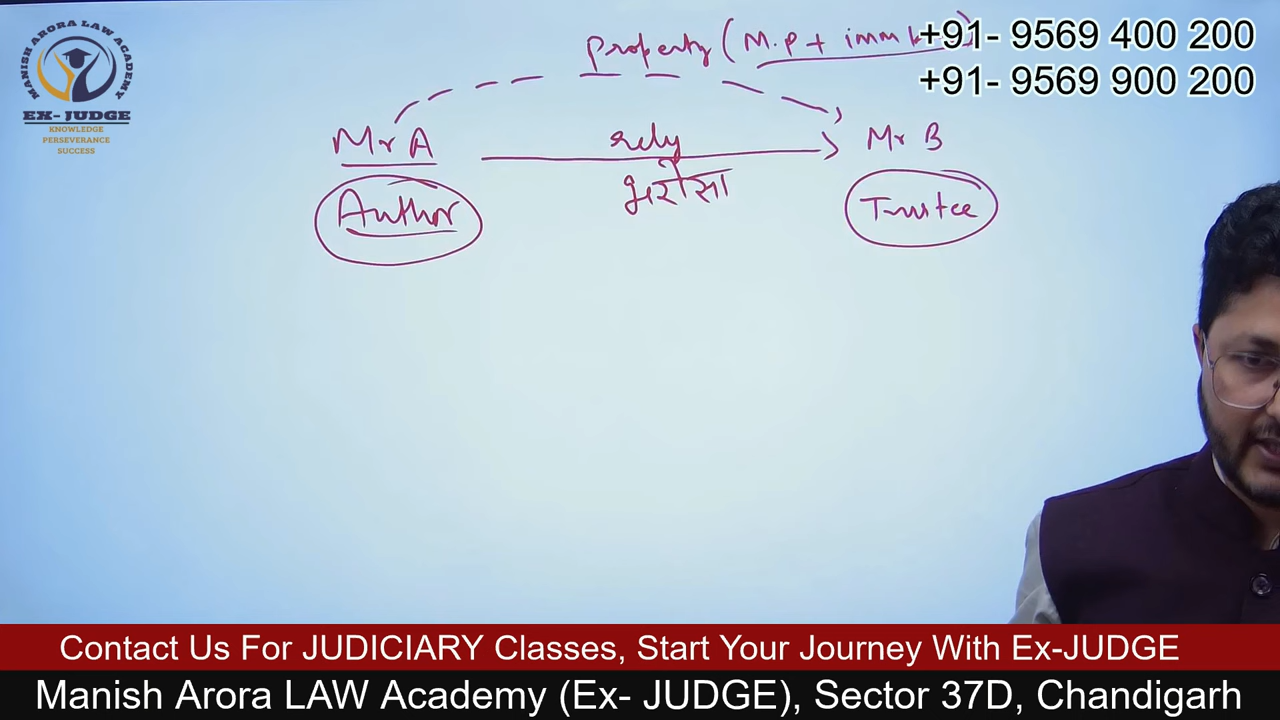 MANISH ARORA LAW ACADEMY
EX- JUDGE
KNOWLEDGE
PERSEVERANCE
SUCCESS
+91- 9569 400 200
+91- 9569 900 200
Property (M.P + imm
Mr A rely Mr B
भरोसा
Author Trustee
Contact Us For JUDICIARY Classes, Start Your Journey With Ex-JUDGE
Manish Arora LAW Academy (Ex- JUDGE), Sector 37D, Chandigarh